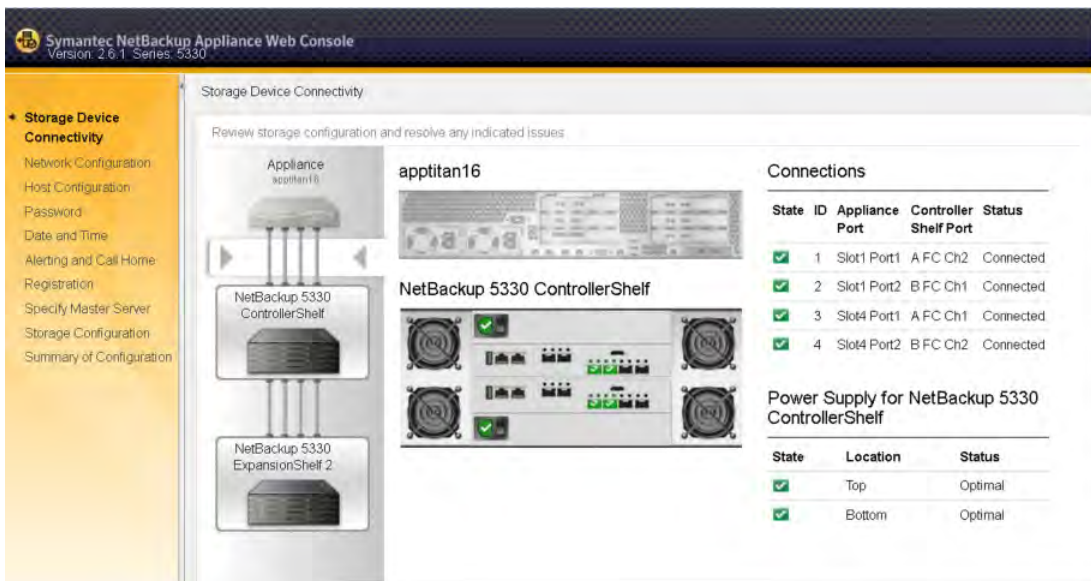 Symantec NetBackup Appliance Web Console
Version: 2.6.1 Series: 5330
Storage Device Connectivity
Network Configuration
Host Configuration
Password
Date and Time
Alerting and Call Home
Registration
Specify Master Server
Storage Configuration
Summary of Configuration
Storage Device Connectivity
Review storage configuration and resolve any indicated issues
Appliance
apptitan16
NetBackup 5330
ControllerShelf
NetBackup 5330
ExpansionShelf 2
apptitan16
NetBackup 5330 ControllerShelf
Connections
State ID Appliance Port Controller Shelf Port Status
1 Slot1 Port1 A FC Ch2 Connected
2 Slot1 Port2 B FC Ch1 Connected
3 Slot4 Port1 A FC Ch1 Connected
4 Slot4 Port2 B FC Ch2 Connected
Power Supply for NetBackup 5330
ControllerShelf
State Location Status
Top Optimal
Bottom Optimal